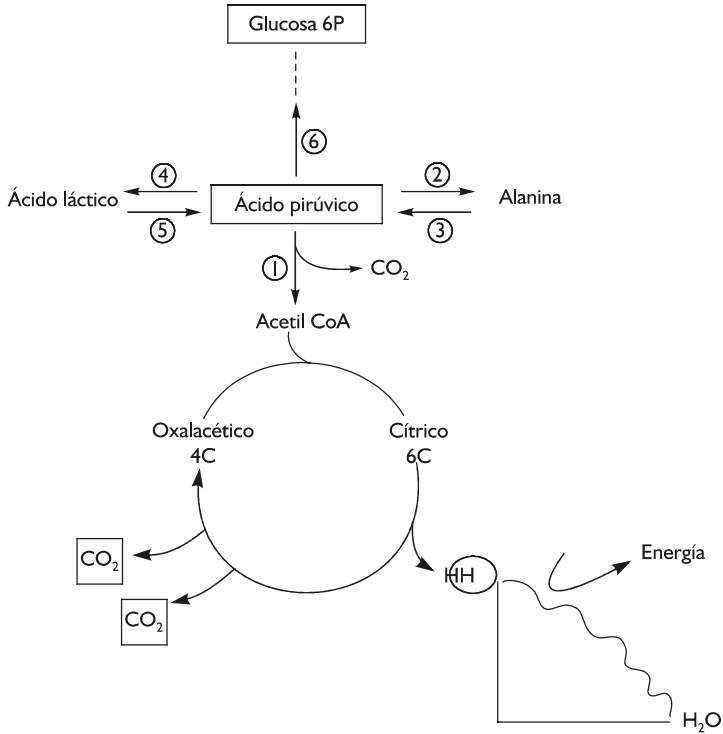 Glucosa 6P
6
4
2
Ácido láctico
Ácido pirúvico
Alanina
5
3
1
CO₂
Acetil CoA
Oxalacético
4C
Cítrico
6C
CO₂
CO₂
HH
Energía
H₂O